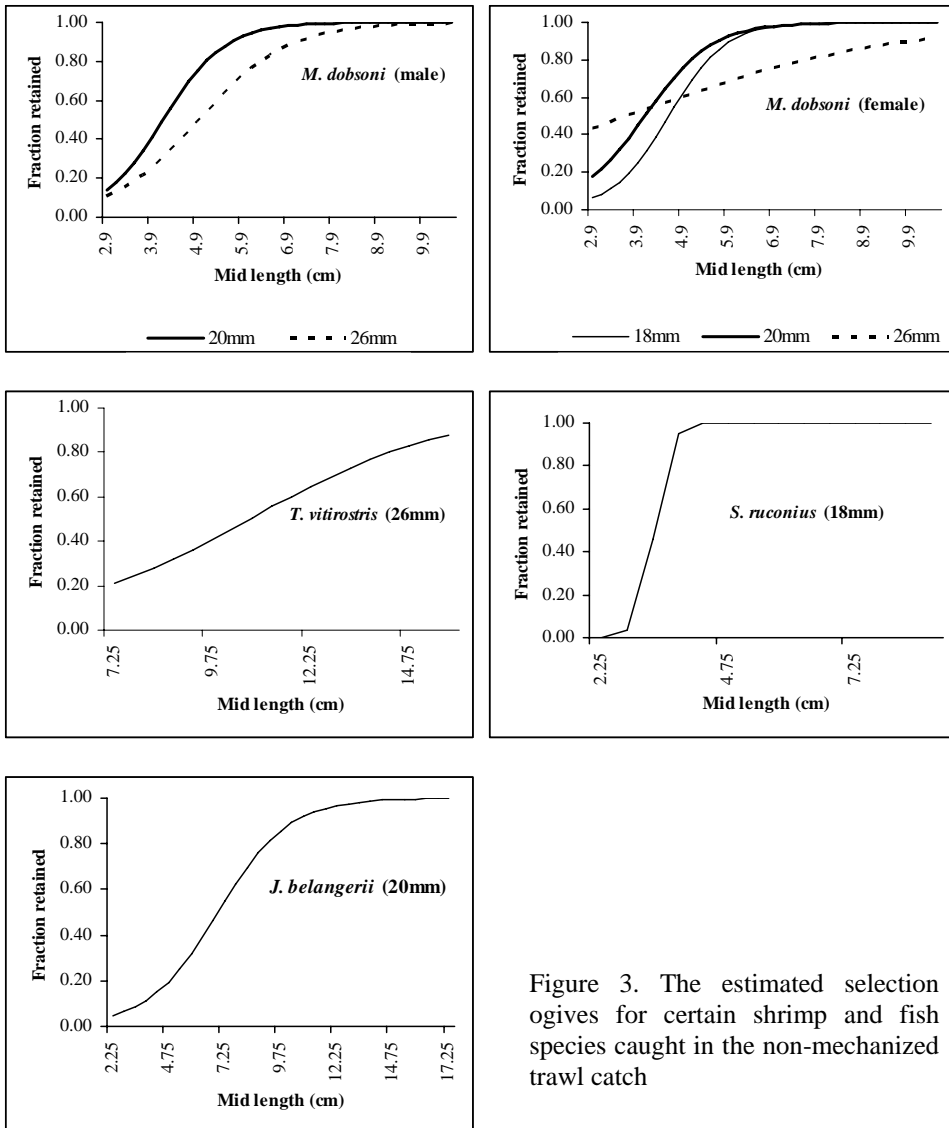 1.00
0.80
0.60
0.40
0.20
0.00
Fraction retained
M. dobsoni (male)
2.9 3.9 4.9 5.9 6.9 7.9 8.9 9.9
Mid length (cm)
20mm 26mm
1.00
0.80
0.60
0.40
0.20
0.00
Fraction retained
M. dobsoni (female)
2.9 3.9 4.9 5.9 6.9 7.9 8.9 9.9
Mid length (cm)
18mm 20mm 26mm
1.00
0.80
0.60
0.40
0.20
0.00
Fraction retained
T. vitirostris (26mm)
7.25 9.75 12.25 14.75
Mid length (cm)
1.00
0.80
0.60
0.40
0.20
0.00
Fraction retained
S. ruconius (18mm)
2.25 4.75 7.25
Mid length (cm)
1.00
0.80
0.60
0.40
0.20
0.00
Fraction retained
J. belangerii (20mm)
2.25 4.75 7.25 9.75 12.25 14.75 17.25
Mid length (cm)
Figure 3. The estimated selection
ogives for certain shrimp and fish
species caught in the non-mechanized
trawl catch